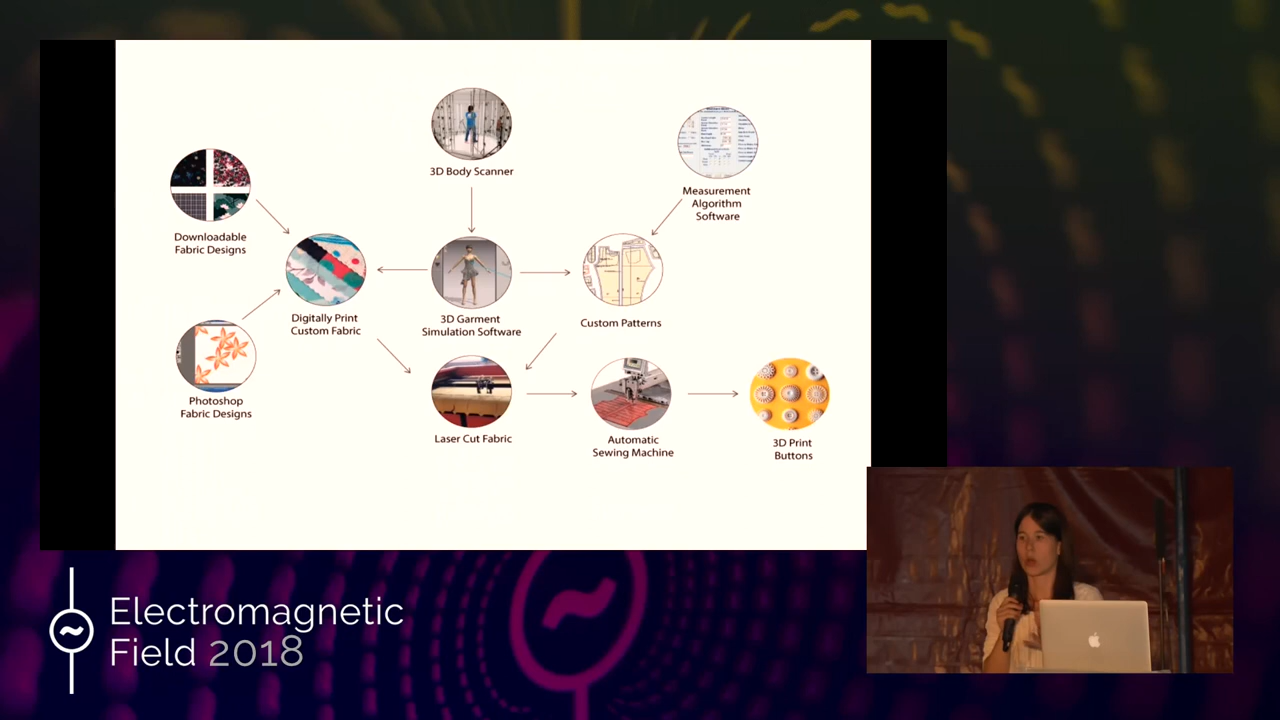 3D Body Scanner
Measurement
Algorithm
Software
Downloadable
Fabric Designs
Digitally Print
Custom Fabric
3D Garment
Simulation Software
Custom Patterns
Photoshop
Fabric Designs
Laser Cut Fabric
Automatic
Sewing Machine
3D Print
Buttons
Electromagnetic
Field 2018